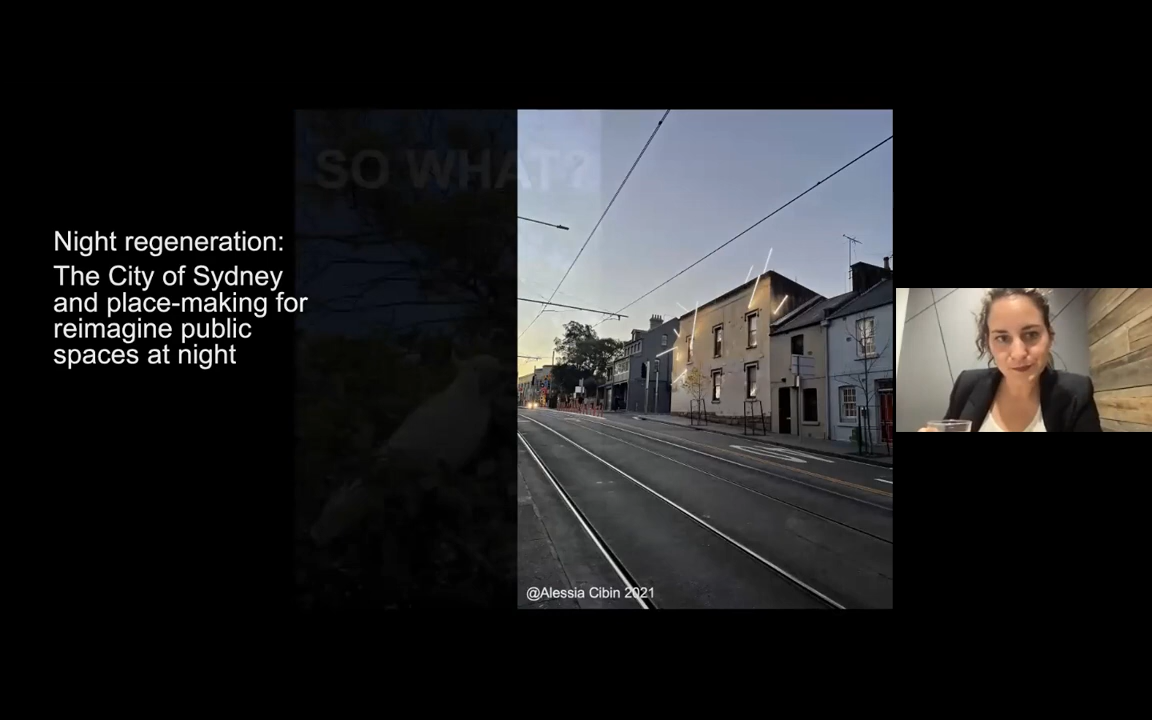 SO WHAT?
Night regeneration:
The City of Sydney
and place-making for
reimagine public
spaces at night
@Alessia Cibin 2021